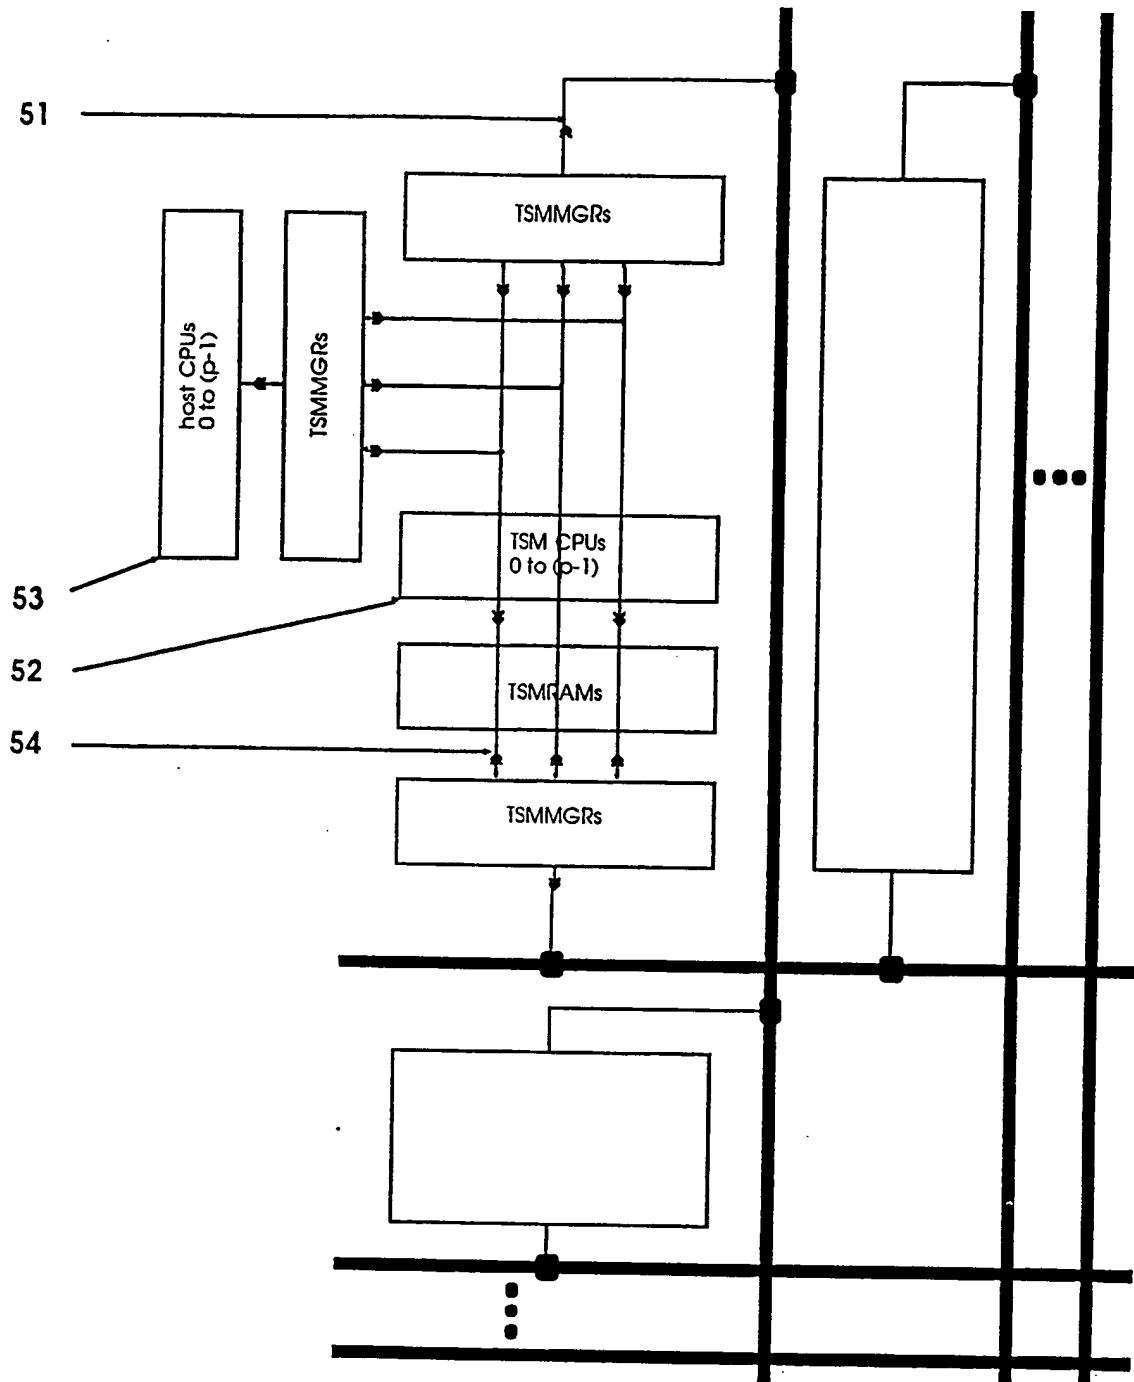 51
TSMMGRs
host CPUs
0 to (p-1)
TSMMGRs
TSM CPUs
0 to (p-1)
53
52
TSMRAMs
54
TSMMGRs